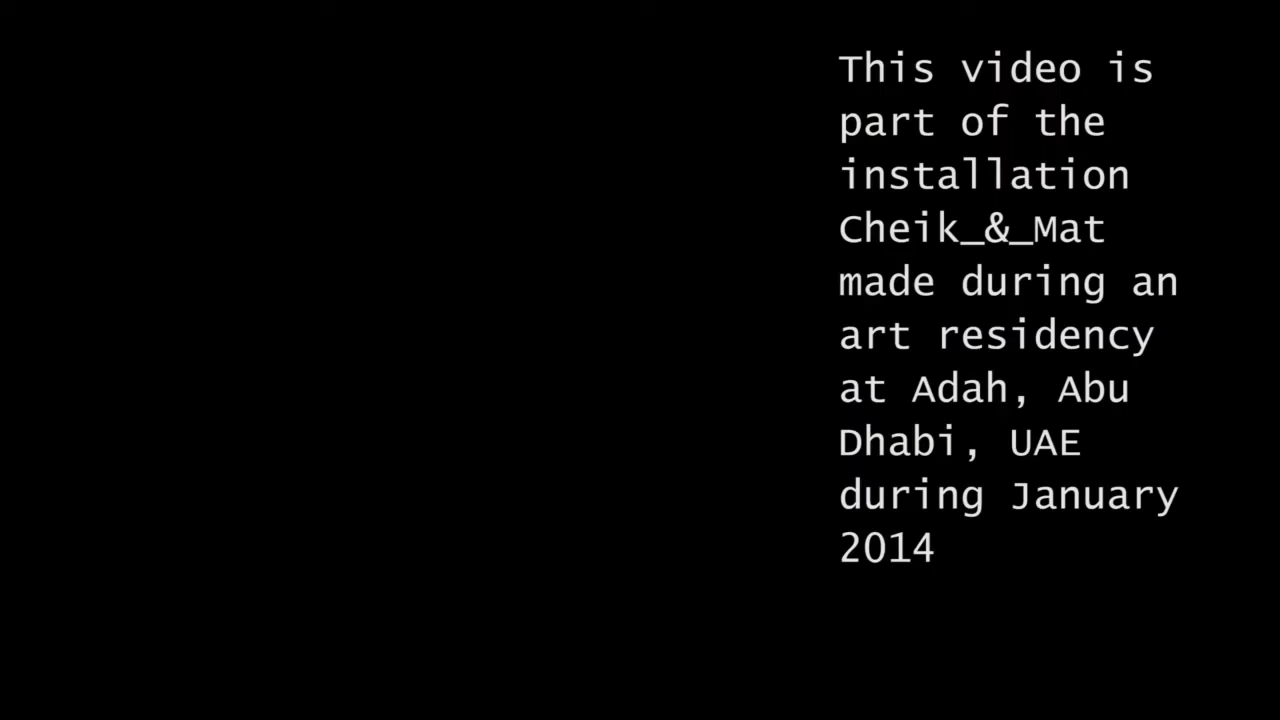 This video is
part of the
installation
Cheik_&_Mat
made during an
art residency
at Adah, Abu
Dhabi, UAE
during January
2014